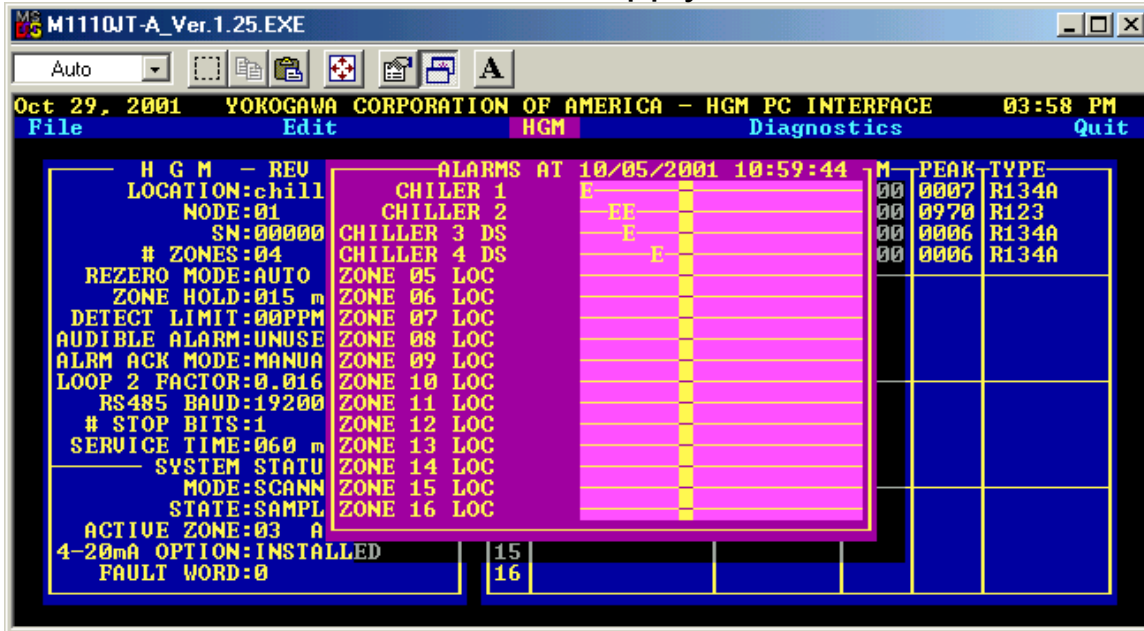 M1110JT-A_Ver.1.25.EXE
Auto A
Oct 29, 2001 YOKOGAWA CORPORATION OF AMERICA - HGM PC INTERFACE 03:58 PM
File Edit HGM Diagnostics Quit
H G M - REV
LOCATION:chill
NODE:01
SN:00000
# ZONES:04
REZERO MODE:AUTO
ZONE HOLD:015 m
DETECT LIMIT:00PPM
AUDIBLE ALARM:UNUSE
ALRM ACK MODE:MANUA
LOOP 2 FACTOR:0.016
RS485 BAUD:19200
# STOP BITS:1
SERVICE TIME:060 m
SYSTEM STATU
MODE:SCANN
STATE:SAMPL
ACTIVE ZONE:03 A
4-20mA OPTION:INSTALLED
FAULT WORD:0
ALARMS AT 10/05/2001 10:59:44
CHILER 1 E
CHILLER 2 EE
CHILLER 3 DS E
CHILLER 4 DS E
ZONE 05 LOC
ZONE 06 LOC
ZONE 07 LOC
ZONE 08 LOC
ZONE 09 LOC
ZONE 10 LOC
ZONE 11 LOC
ZONE 12 LOC
ZONE 13 LOC
ZONE 14 LOC
ZONE 15 LOC
ZONE 16 LOC
M PEAK TYPE
00 0007 R134A
00 0970 R123
00 0006 R134A
00 0006 R134A
15
16